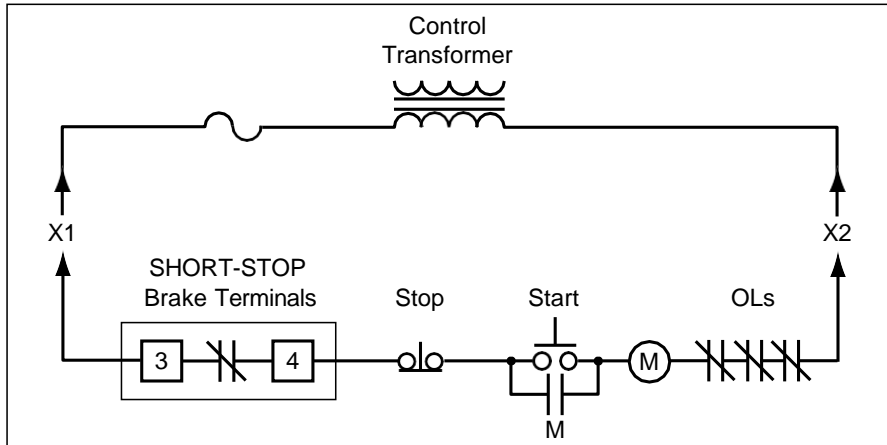 Control
Transformer
X1
X2
SHORT-STOP
Brake Terminals
Stop
Start
OLs
3
4
M
M